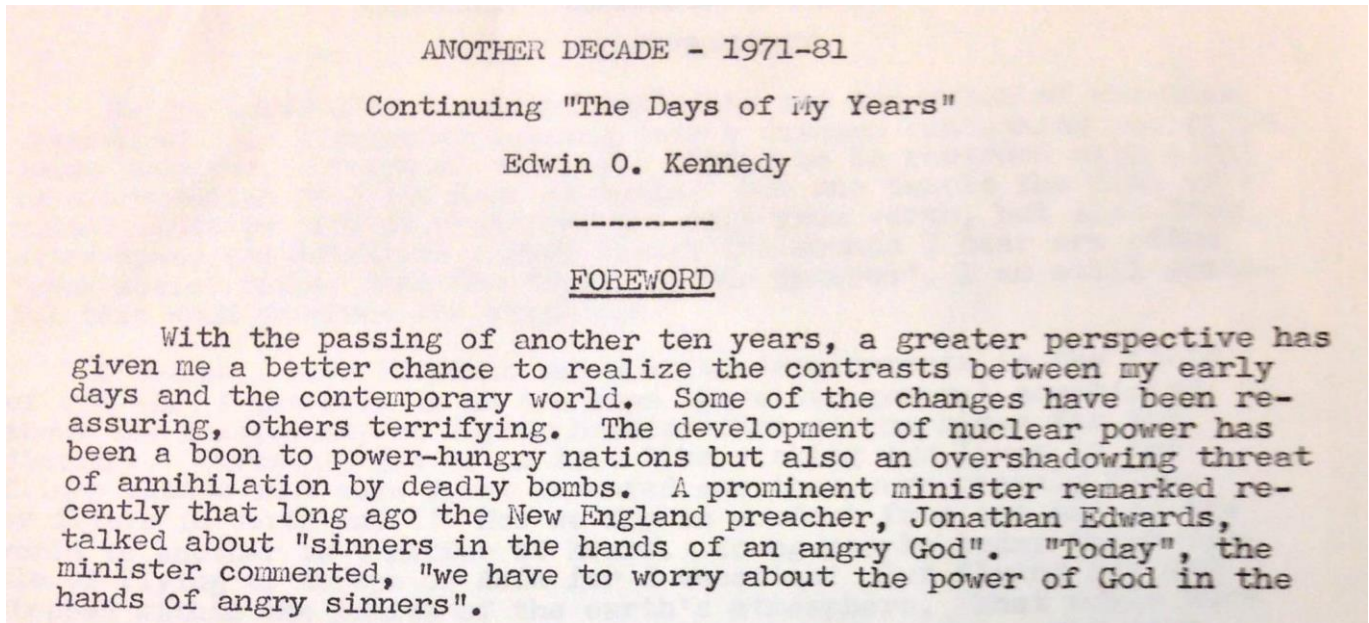 ANOTHER DECADE - 1971-81
Continuing "The Days of My Years"
Edwin O. Kennedy
--------
FOREWORD
With the passing of another ten years, a greater perspective has
given me a better chance to realize the contrasts between my early
days and the contemporary world. Some of the changes have been re-
assuring, others terrifying. The development of nuclear power has
been a boon to power-hungry nations but also an overshadowing threat
of annihilation by deadly bombs. A prominent minister remarked re-
cently that long ago the New England preacher, Jonathan Edwards,
talked about "sinners in the hands of an angry God". "Today", the
minister commented, "we have to worry about the power of God in the
hands of angry sinners".